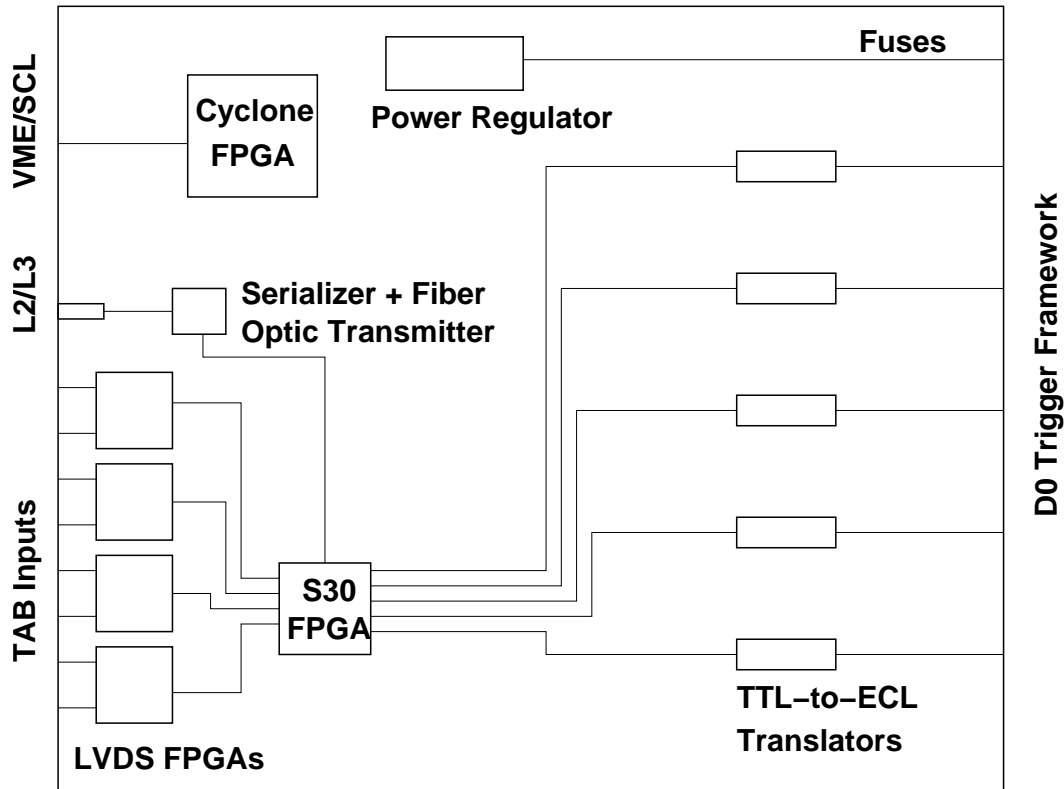 Fuses
VME/SCL
Cyclone
FPGA
Power Regulator
L2/L3
Serializer + Fiber
Optic Transmitter
D0 Trigger Framework
TAB Inputs
S30
FPGA
TTL−to−ECL
Translators
LVDS FPGAs